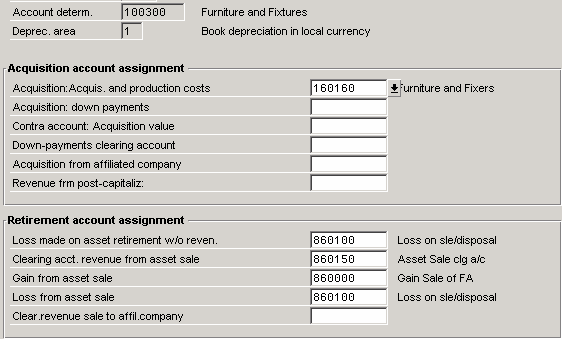 Account determ. 100300 Furniture and Fixtures
Deprec. area 1 Book depreciation in local currency
Acquisition account assignment
Acquisition:Acquis. and production costs 160160 Furniture and Fixers
Acquisition: down payments
Contra account: Acquisition value
Down-payments clearing account
Acquisition from affiliated company
Revenue frm post-capitaliz:
Retirement account assignment
Loss made on asset retirement w/o reven. 860100 Loss on sle/disposal
Clearing acct. revenue from asset sale 860150 Asset Sale clg a/c
Gain from asset sale 860000 Gain Sale of FA
Loss from asset sale 860100 Loss on sle/disposal
Clear.revenue sale to affil.company